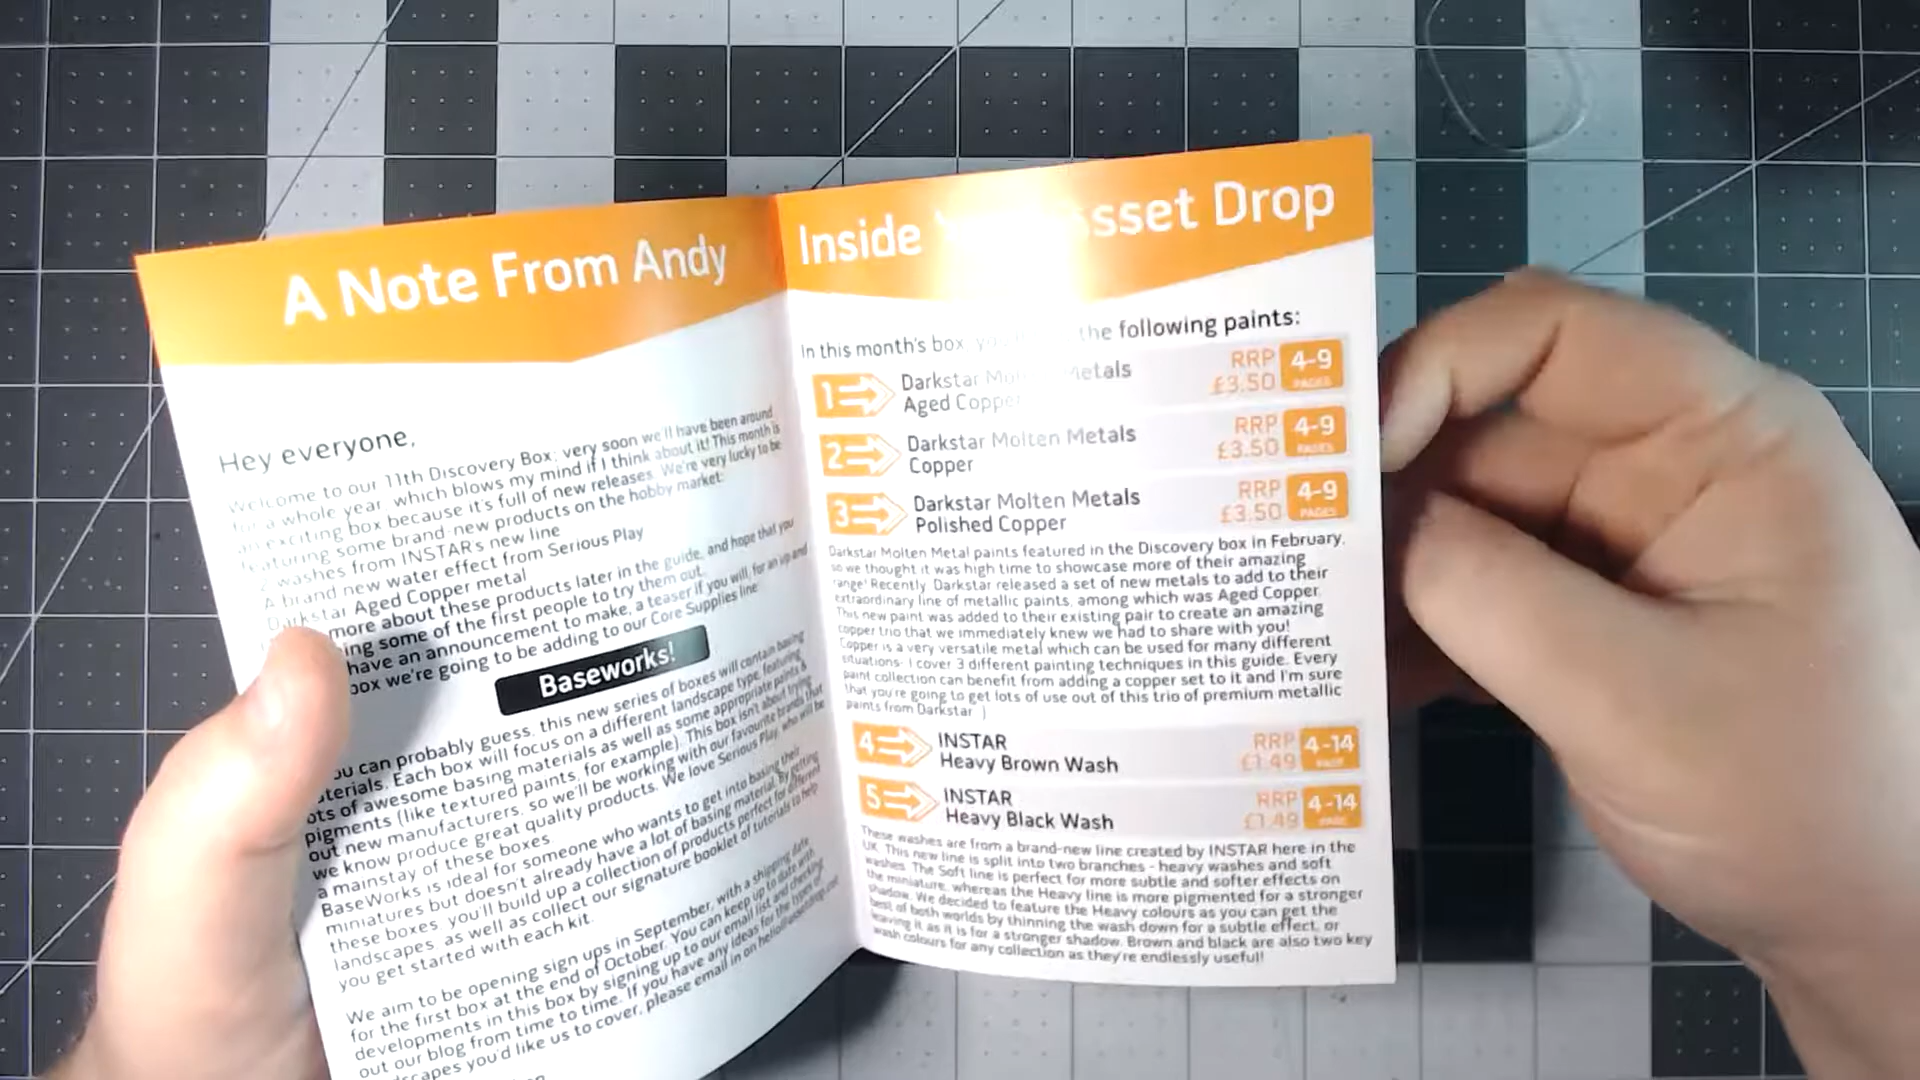 A Note From Andy
Hey everyone,
Welcome to our 11th Discovery Box; very soon we'll have been around
for a whole year, which blows my mind if I think about it! This month is
an exciting box because it's full of new releases. We're very lucky to be
featuring some brand-new products on the hobby market:
2 washes from INSTAR's new line
A brand new water effect from Serious Play
Darkstar Aged Copper metal
more about these products later in the guide, and hope that you
being some of the first people to try them out.
have an announcement to make, a teaser if you will, for an up and
box we're going to be adding to our Core Supplies line:
Baseworks!
you can probably guess, this new series of boxes will contain basing
materials. Each box will focus on a different landscape type, featuring
lots of awesome basing materials as well as some appropriate paints &
pigments (like textured paints, for example). This box isn't about trying
out new manufacturers, so we'll be working with our favourite brands that
we know produce great quality products. We love Serious Play, who will be
a mainstay of these boxes.
BaseWorks is ideal for someone who wants to get into basing their
miniatures but doesn't already have a lot of basing material. By getting
these boxes, you'll build up a collection of products perfect for different
landscapes, as well as collect our signature booklet of tutorials to help
you get started with each kit.
We aim to be opening sign ups in September, with a shipping date
for the first box at the end of October. You can keep up to date with
developments in this box by signing up to our email list and checking
out our blog from time to time. If you have any ideas for the types of
landscapes you'd like us to cover, please email in on
Inside sset Drop
In this month's box the following paints:
1 Darkstar Molten Metals RRP 4-9
Aged Copper £3.50 PAGES
2 Darkstar Molten Metals RRP 4-9
Copper £3.50 PAGES
3 Darkstar Molten Metals RRP 4-9
Polished Copper £3.50 PAGES
Darkstar Molten Metal paints featured in the Discovery box in February,
so we thought it was high time to showcase more of their amazing
range! Recently, Darkstar released a set of new metals to add to their
extraordinary line of metallic paints, among which was Aged Copper.
This new paint was added to their existing pair to create an amazing
copper trio that we immediately knew we had to share with you!
Copper is a very versatile metal which can be used for many different
situations- I cover 3 different painting techniques in this guide. Every
paint collection can benefit from adding a copper set to it and I'm sure
that you're going to get lots of use out of this trio of premium metallic
paints from Darkstar :)
4 INSTAR RRP 4-14
Heavy Brown Wash £1.49 PAGE
5 INSTAR RRP 4-14
Heavy Black Wash £1.49 PAGE
These washes are from a brand-new line created by INSTAR here in the
UK. This new line is split into two branches - heavy washes and soft
washes. The Soft line is perfect for more subtle and softer effects on
the miniature, whereas the Heavy line is more pigmented for a stronger
shadow. We decided to feature the Heavy colours as you can get the
best of both worlds by thinning the wash down for a subtle effect, or
leaving it as it is for a stronger shadow. Brown and black are also two key
wash colours for any collection as they're endlessly useful!